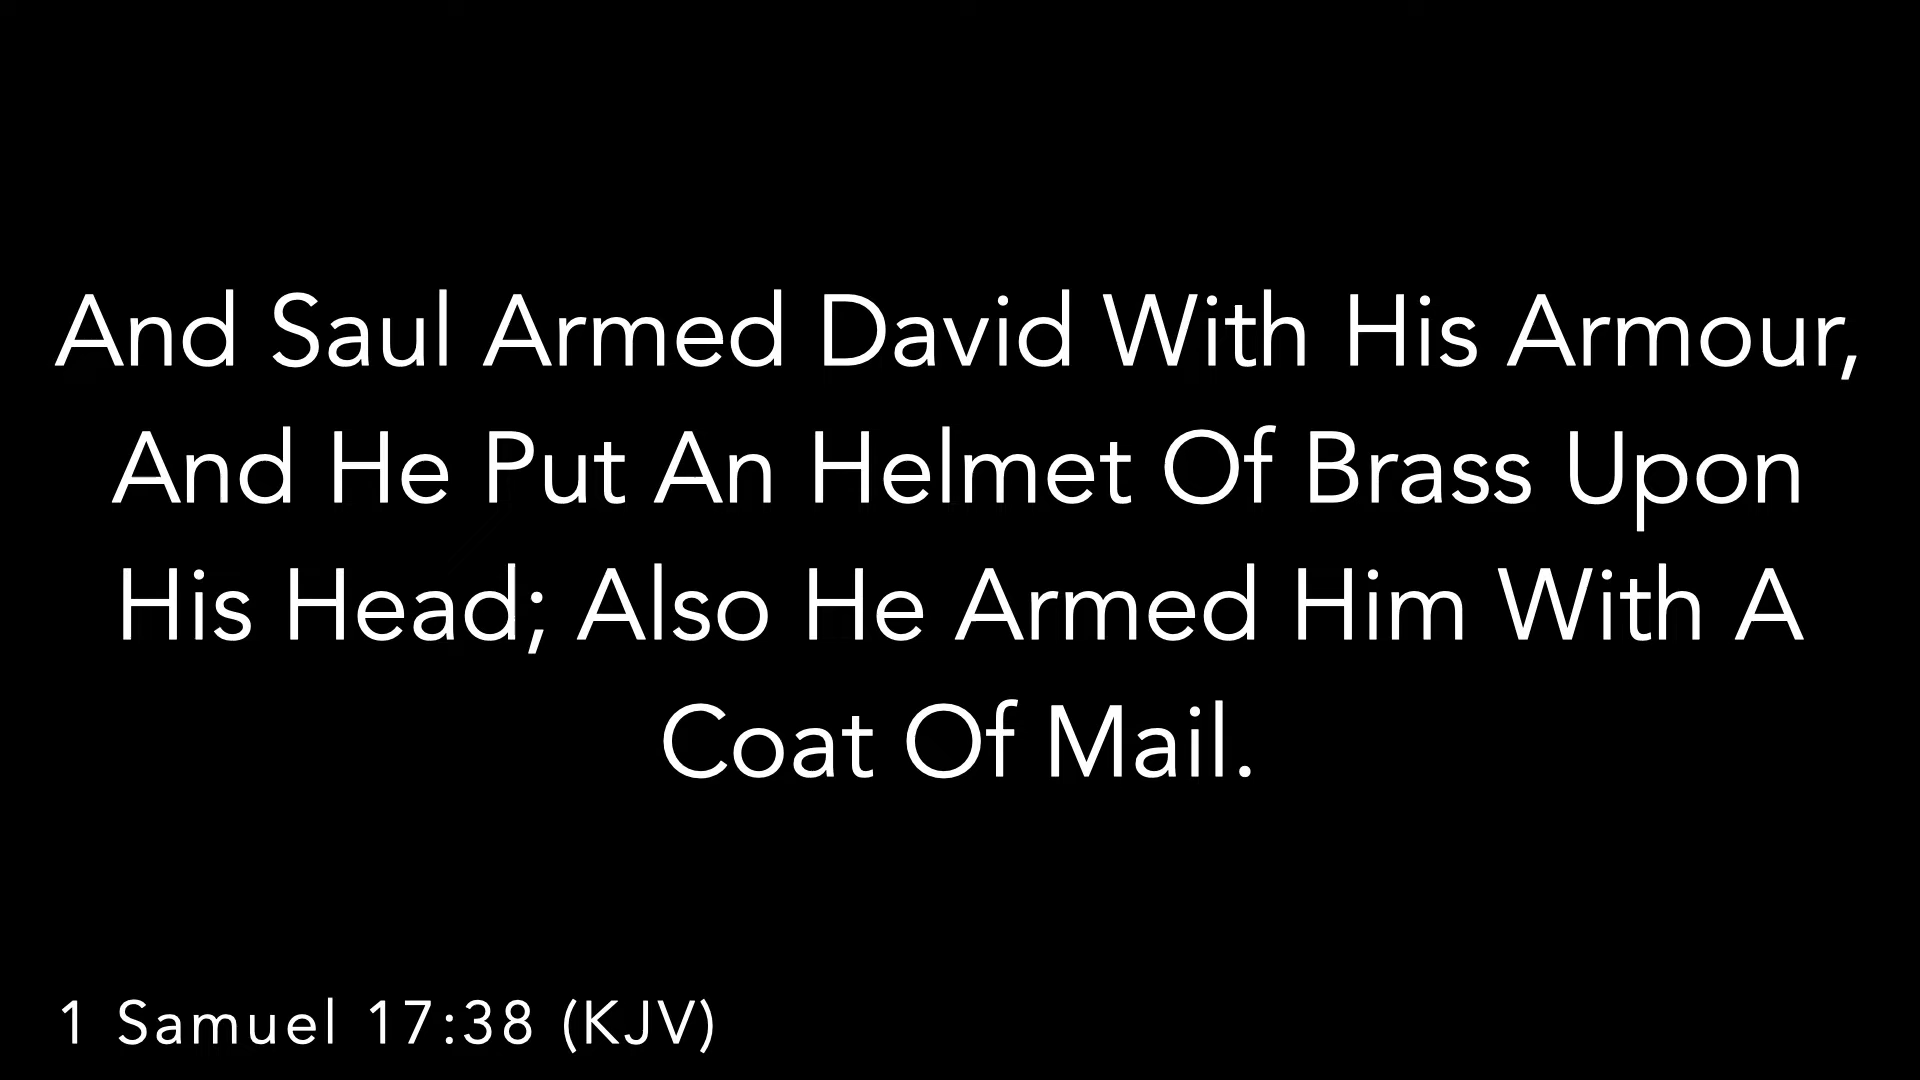 And Saul Armed David With His Armour,
And He Put An Helmet Of Brass Upon
His Head; Also He Armed Him With A
Coat Of Mail.
1 Samuel 17:38 (KJV)